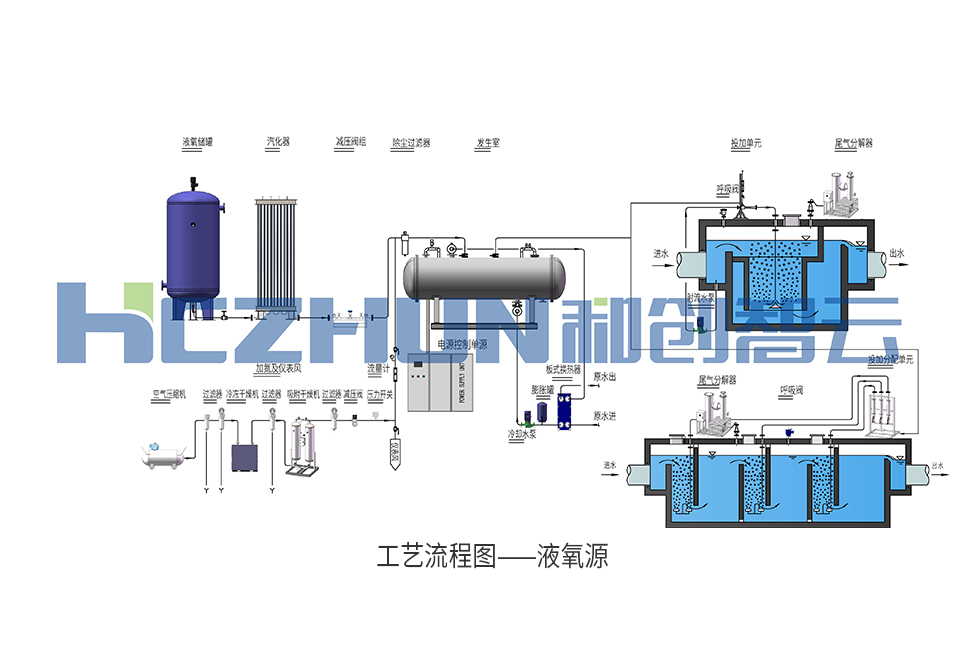 液氧储罐
汽化器
减压阀组
除尘过滤器
发生室
投加单元
尾气分解器
呼吸阀
进水
出水
射流水泵
HCZHUN科创智云
电源控制单源
POWER SUPPLY UNIT
加氮及仪表风
流量计
板式换热器
原水出
投加分配单元
空气压缩机
过滤器
冷冻干燥机
过滤器
吸附干燥机
过滤器
减压阀
压力开关
膨胀罐
原水进
冷却水泵
仪表风
尾气分解器
呼吸阀
进水
出水
工艺流程图——液氧源